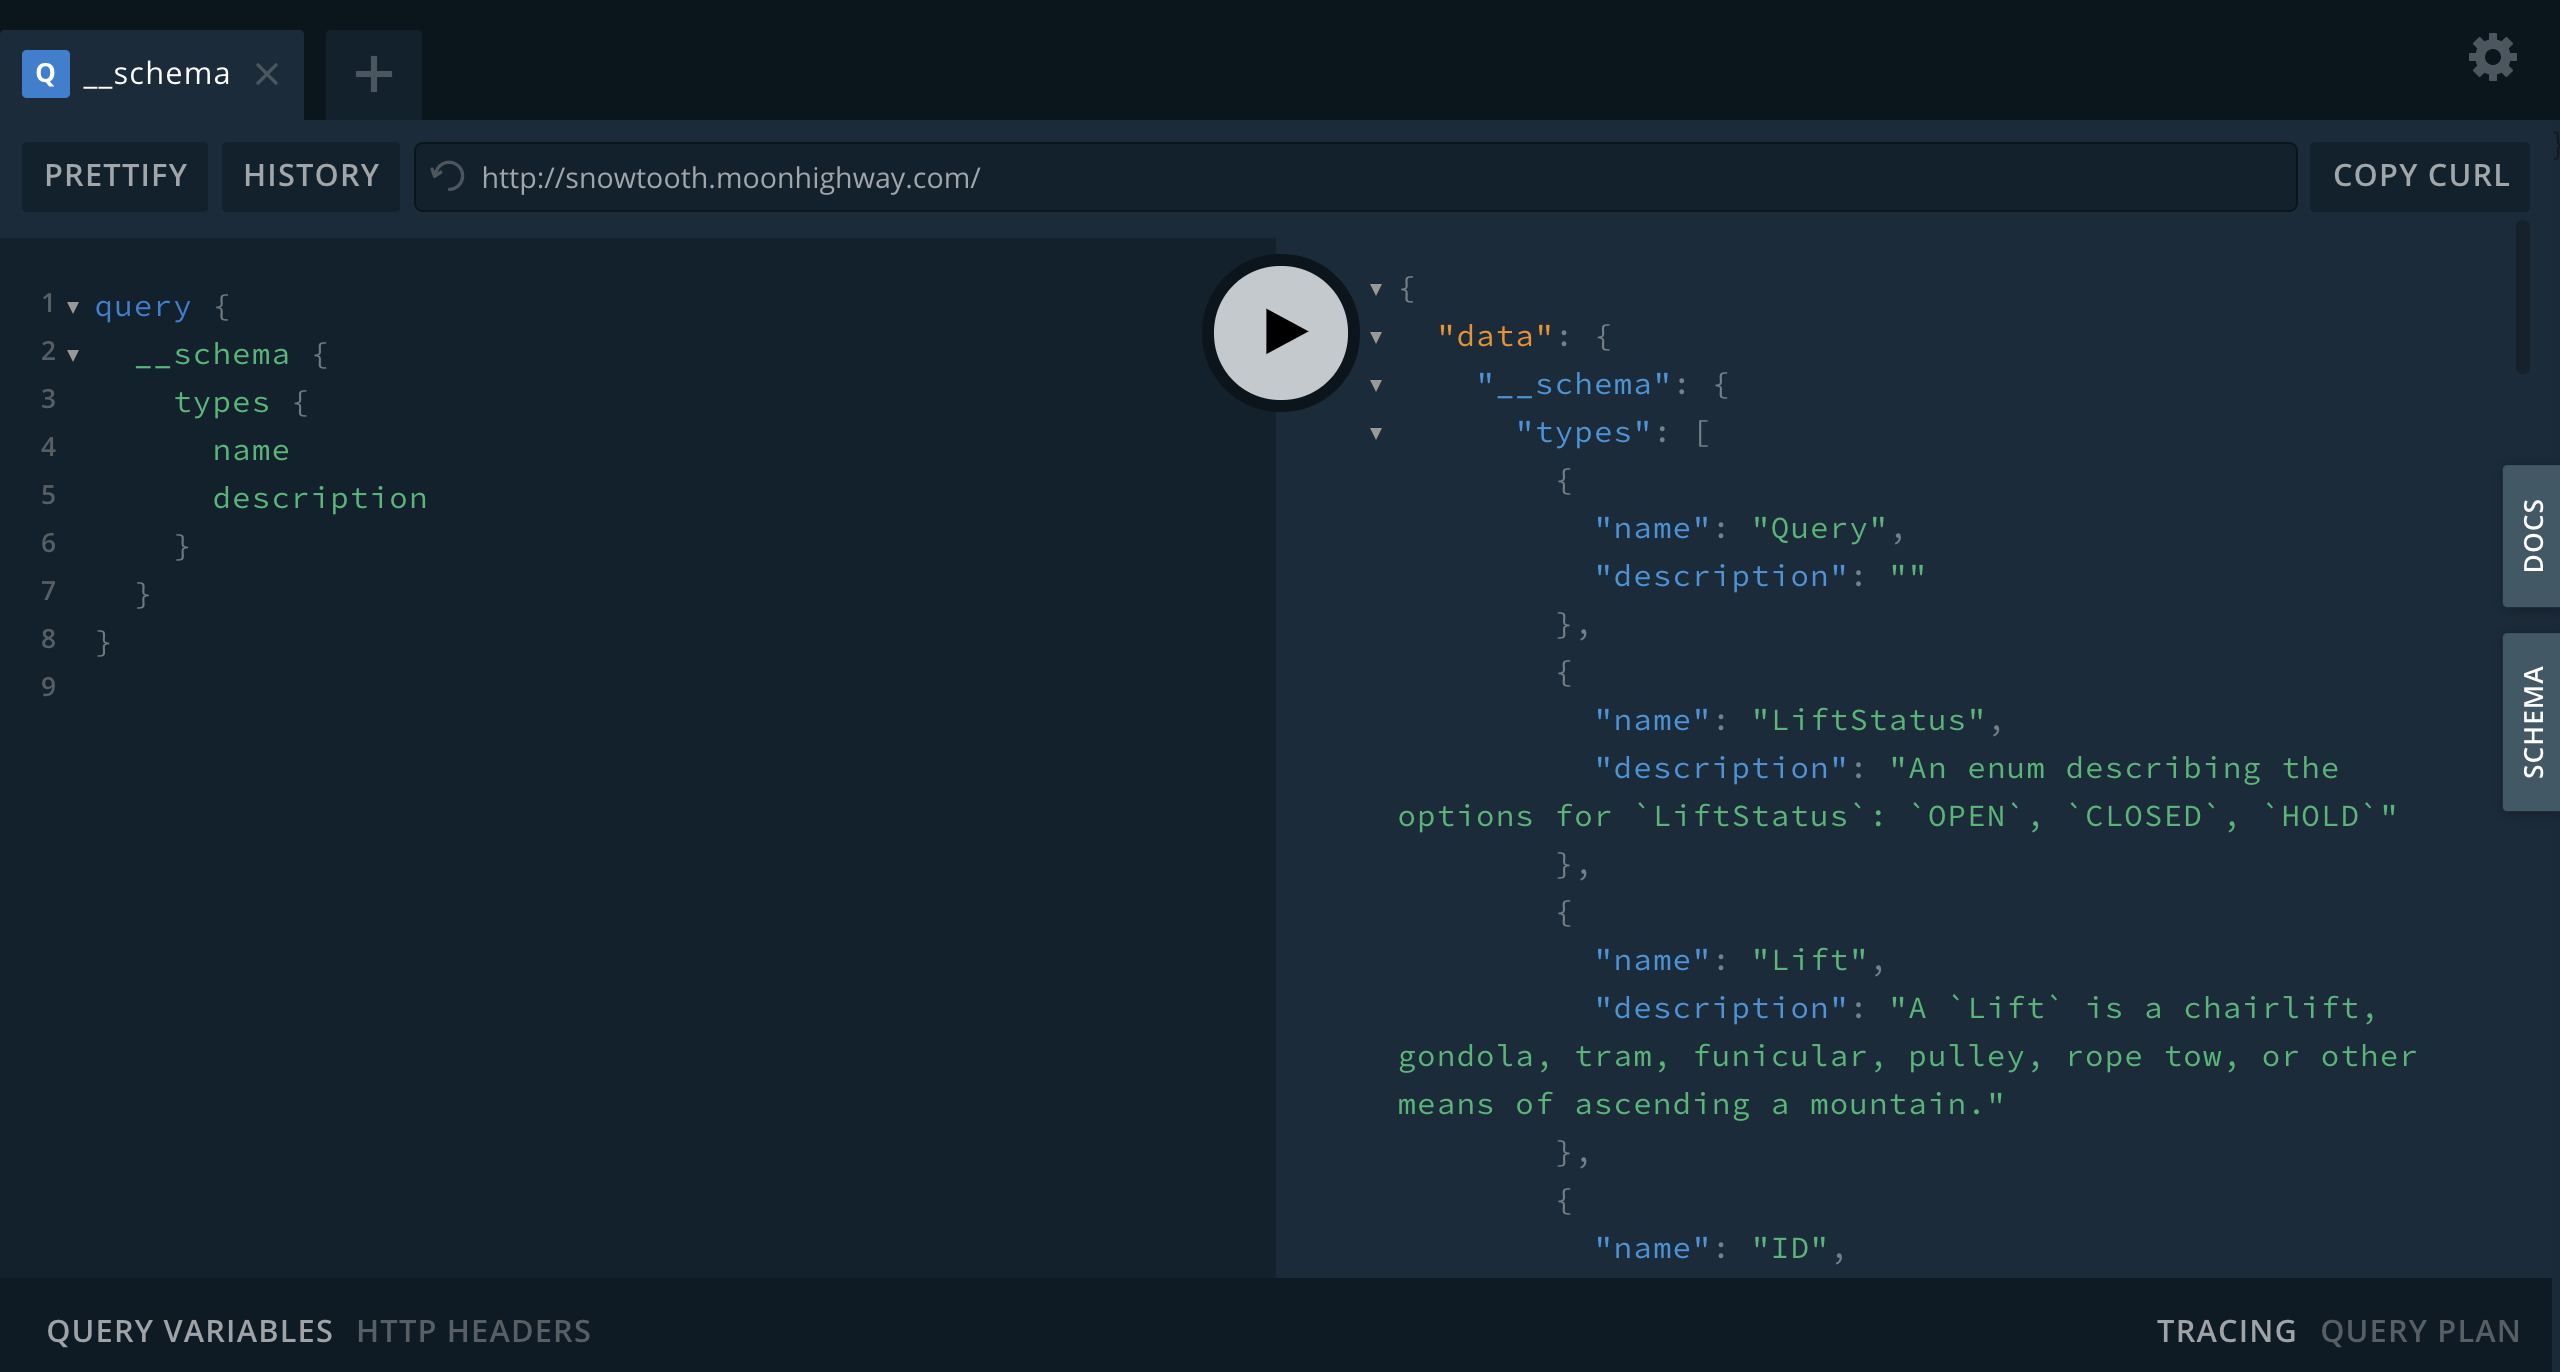 Q __schema
PRETTIFY HISTORY http://snowtooth.moonhighway.com/ COPY CURL
1 query {
2 __schema {
3 types {
4 name
5 description
6 }
7 }
8 }
9
{
"data": {
"__schema": {
"types": [
{
"name": "Query",
"description": ""
},
{
"name": "LiftStatus",
"description": "An enum describing the
options for `LiftStatus`: `OPEN`, `CLOSED`, `HOLD`"
},
{
"name": "Lift",
"description": "A `Lift` is a chairlift,
gondola, tram, funicular, pulley, rope tow, or other
means of ascending a mountain."
},
{
"name": "ID",
DOCS
SCHEMA
QUERY VARIABLES HTTP HEADERS
TRACING QUERY PLAN